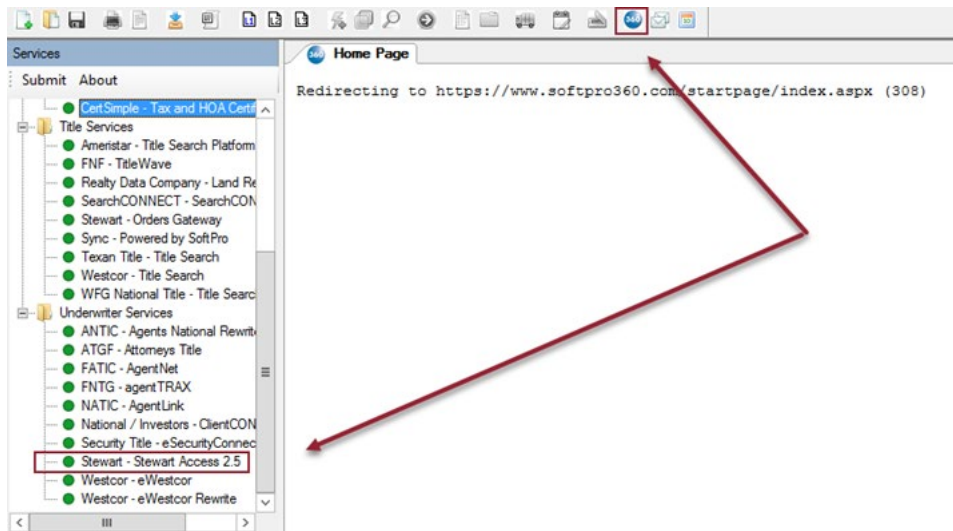 360
Services
360 Home Page
Submit About
Redirecting to https://www.softpro360.com/startpage/index.aspx (308)
CertSimple - Tax and HOA Certif
Title Services
Ameristar - Title Search Platform
FNF - TitleWave
Realty Data Company - Land Re
SearchCONNECT - SearchCON
Stewart - Orders Gateway
Sync - Powered by SoftPro
Texan Title - Title Search
Westcor - Title Search
WFG National Title - Title Searc
Underwriter Services
ANTIC - Agents National Rewrit
ATGF - Attorneys Title
FATIC - AgentNet
FNTG - agentTRAX
NATIC - AgentLink
National / Investors - ClientCON
Security Title - eSecurityConnec
Stewart - Stewart Access 2.5
Westcor - eWestcor
Westcor - eWestcor Rewrite